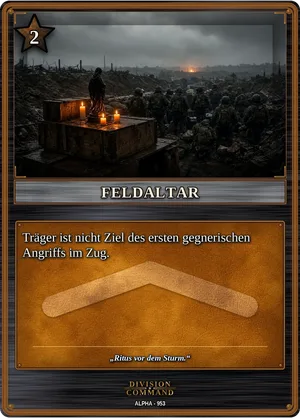 2
FELDALTAR
Träger ist nicht Ziel des ersten gegnerischen
Angriffs im Zug.
„Ritus vor dem Sturm.“
DIVISION
COMMAND
ALPHA - 953